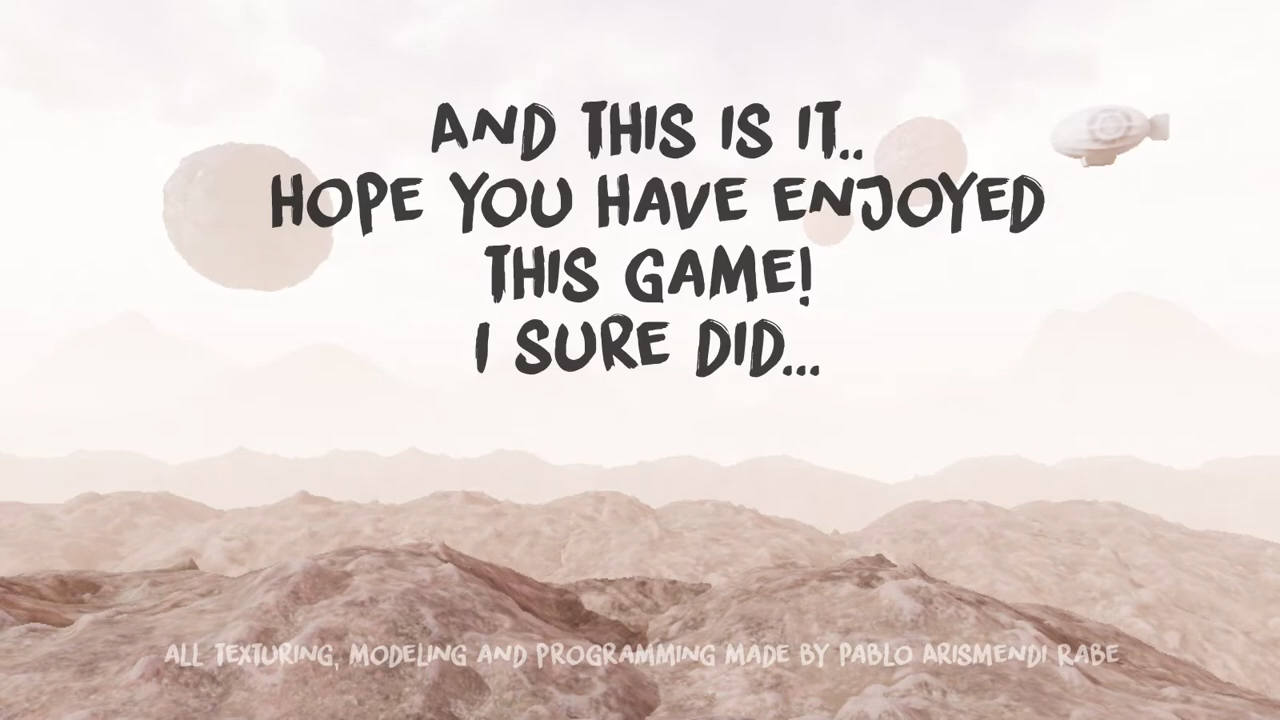 AND THIS IS IT..
HOPE YOU HAVE ENJOYED
THIS GAME!
I SURE DID...
ALL TEXTURING, MODELING AND PROGRAMMING MADE BY PABLO ARISMENDI RABE